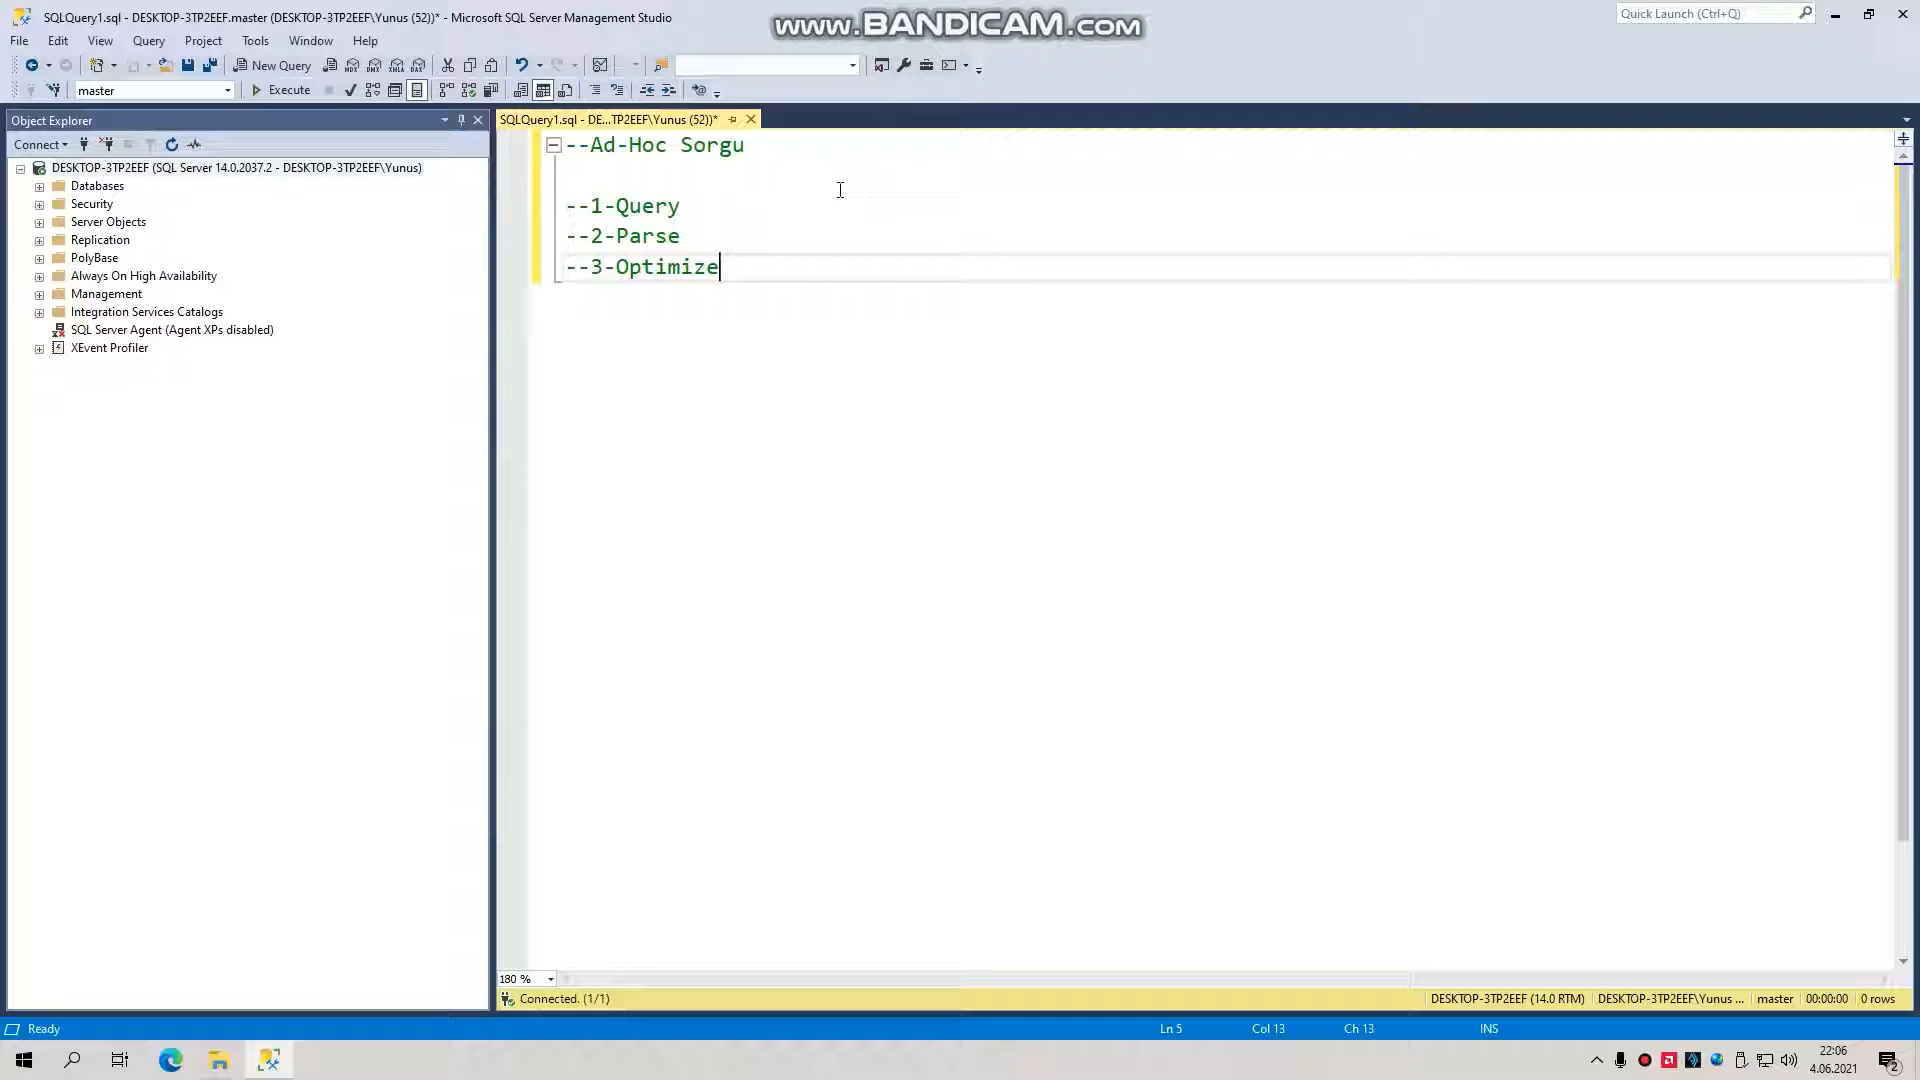 SQLQuery1.sql - DESKTOP-3TP2EEF.master (DESKTOP-3TP2EEF\Yunus (52))* - Microsoft SQL Server Management Studio
www.BANDICAM.com
Quick Launch (Ctrl+Q)
File Edit View Query Project Tools Window Help
New Query
master
Execute
Object Explorer
SQLQuery1.sql - DE...TP2EEF\Yunus (52))*
Connect
DESKTOP-3TP2EEF (SQL Server 14.0.2037.2 - DESKTOP-3TP2EEF\Yunus)
Databases
Security
Server Objects
Replication
PolyBase
Always On High Availability
Management
Integration Services Catalogs
SQL Server Agent (Agent XPs disabled)
XEvent Profiler
--Ad-Hoc Sorgu
--1-Query
--2-Parse
--3-Optimize
180 %
Connected. (1/1)
DESKTOP-3TP2EEF (14.0 RTM)
DESKTOP-3TP2EEF\Yunus ...
master
00:00:00
0 rows
Ready
Ln 5
Col 13
Ch 13
INS
22:06
4.06.2021
2